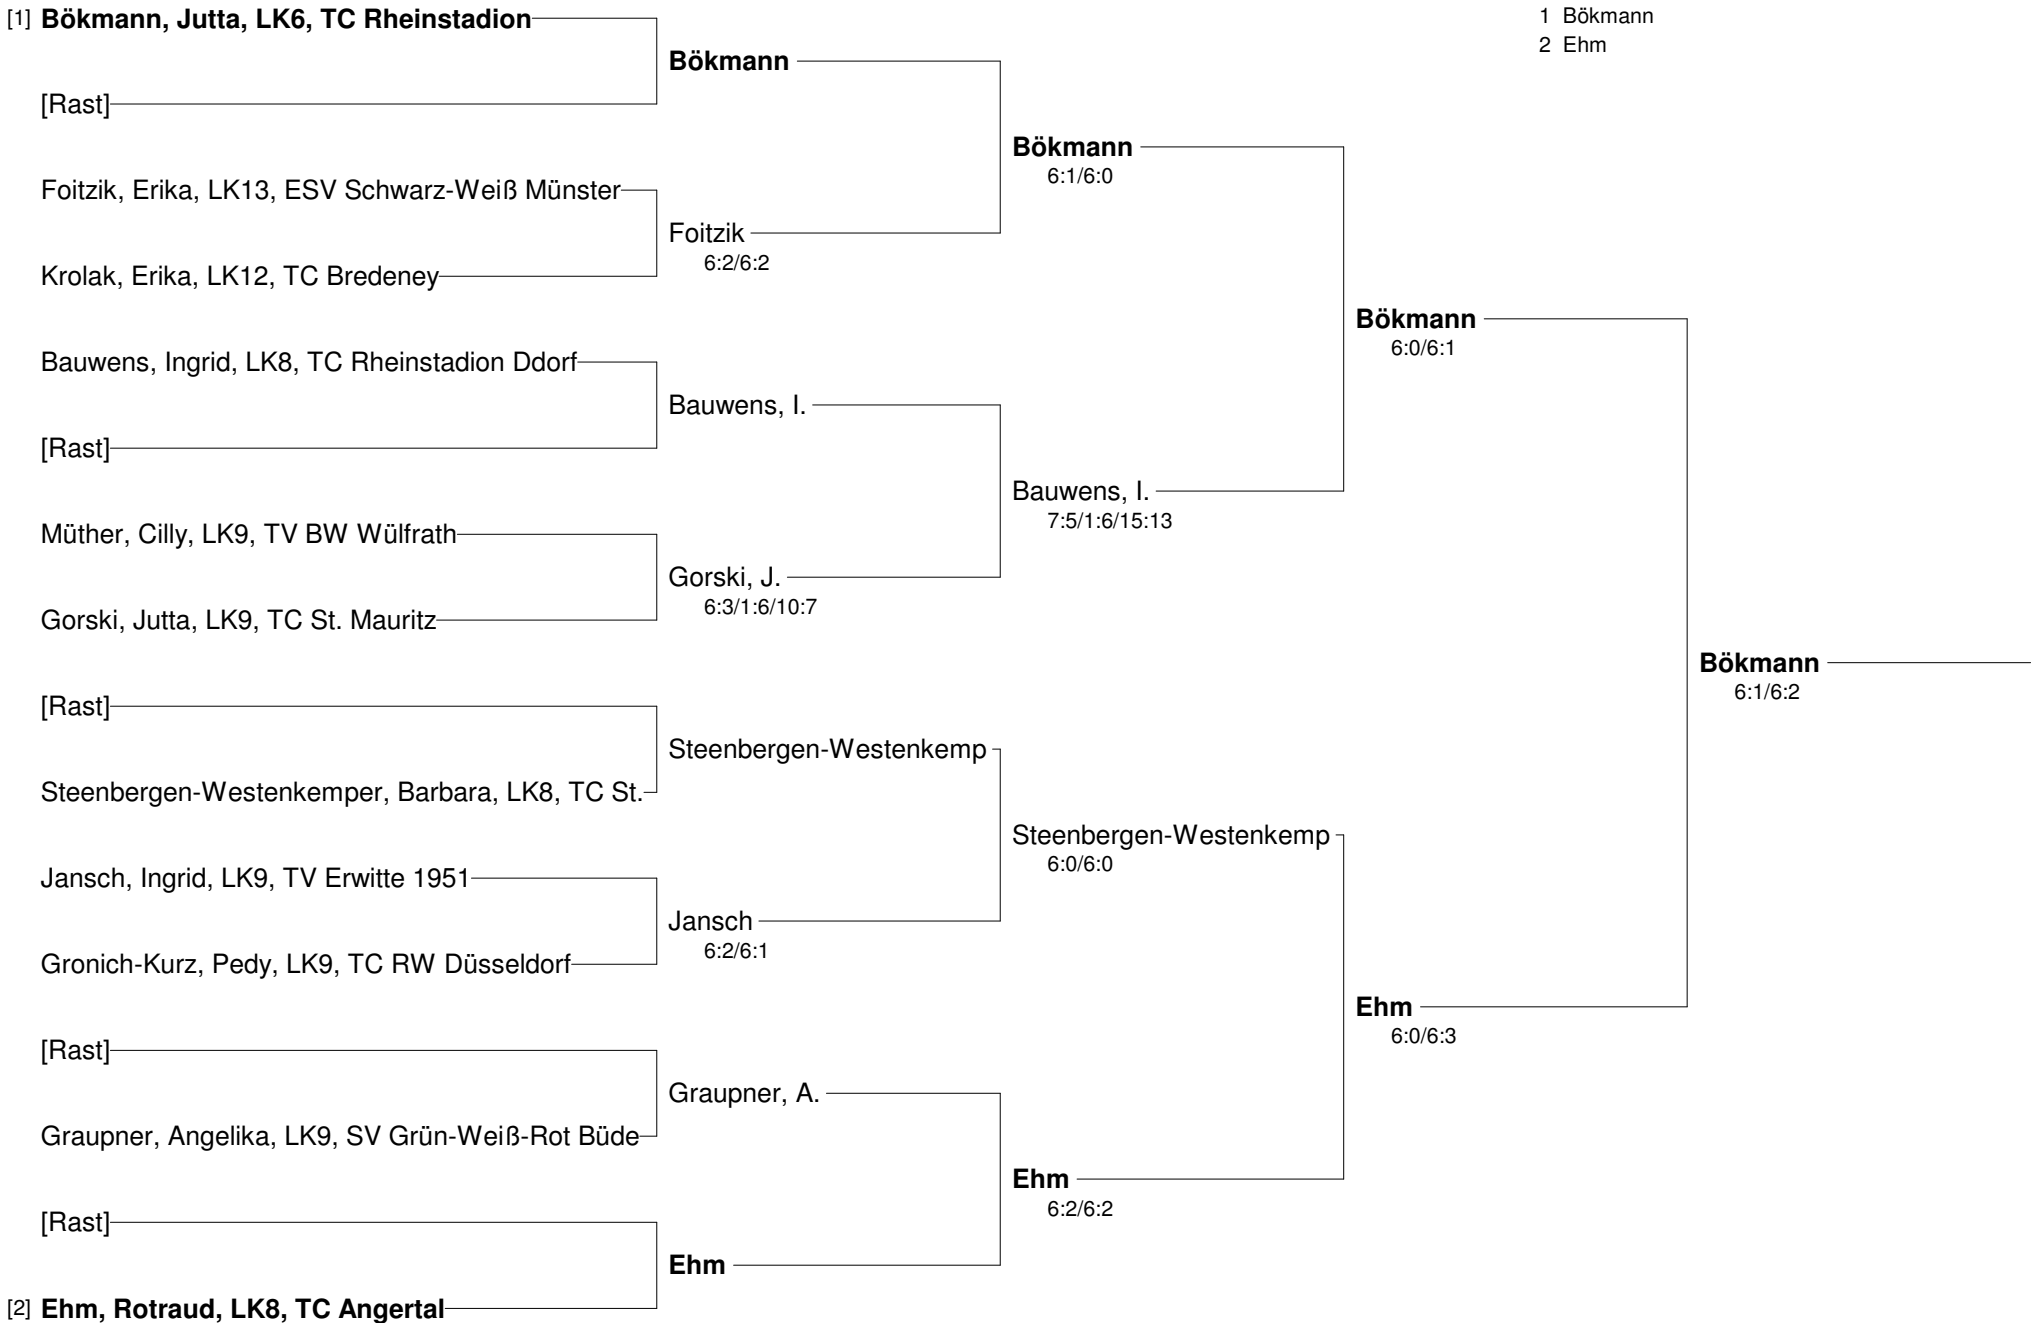 [1] Bökmann, Jutta, LK6, TC Rheinstadion
[Rast]
Foitzik, Erika, LK13, ESV Schwarz-Weiß Münster
Krolak, Erika, LK12, TC Bredeney
Bauwens, Ingrid, LK8, TC Rheinstadion Ddorf
[Rast]
Müther, Cilly, LK9, TV BW Wülfrath
Gorski, Jutta, LK9, TC St. Mauritz
[Rast]
Steenbergen-Westenkemper, Barbara, LK8, TC St.
Jansch, Ingrid, LK9, TV Erwitte 1951
Gronich-Kurz, Pedy, LK9, TC RW Düsseldorf
[Rast]
Graupner, Angelika, LK9, SV Grün-Weiß-Rot Büde
[Rast]
[2] Ehm, Rotraud, LK8, TC Angertal
Bökmann
Foitzik
6:2/6:2
Bauwens, I.
Gorski, J.
6:3/1:6/10:7
Steenbergen-Westenkemp
Jansch
6:2/6:1
Graupner, A.
Ehm
Bökmann
6:1/6:0
Bauwens, I.
7:5/1:6/15:13
Steenbergen-Westenkemp
6:0/6:0
Ehm
6:2/6:2
Bökmann
6:0/6:1
Ehm
6:0/6:3
Bökmann
6:1/6:2
1 Bökmann
2 Ehm